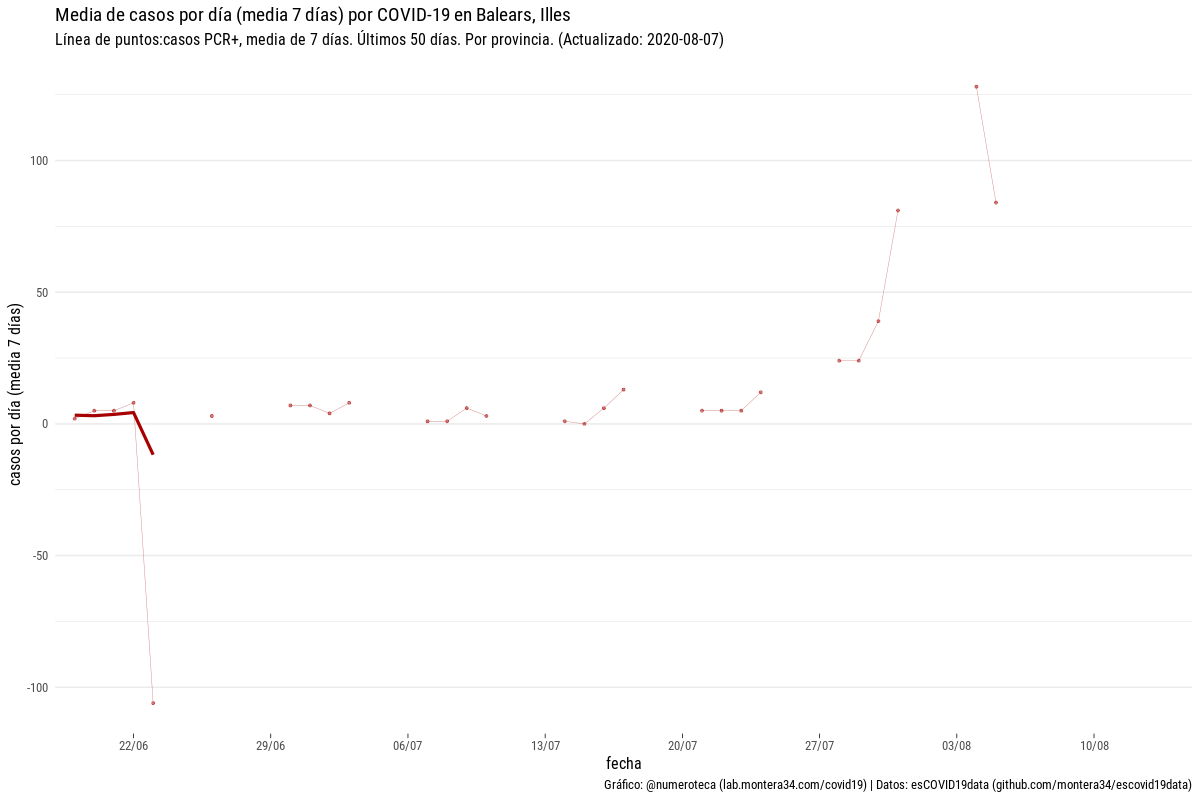 Media de casos por día (media 7 días) por COVID-19 en Balears, Illes
Línea de puntos:casos PCR+, media de 7 días. Últimos 50 días. Por provincia. (Actualizado: 2020-08-07)
casos por día (media 7 días)
100
50
0
-50
-100
22/06
29/06
06/07
13/07
20/07
27/07
03/08
10/08
fecha
Gráfico: @numeroteca (lab.montera34.com/covid19) | Datos: esCOVID19data (github.com/montera34/escovid19data)